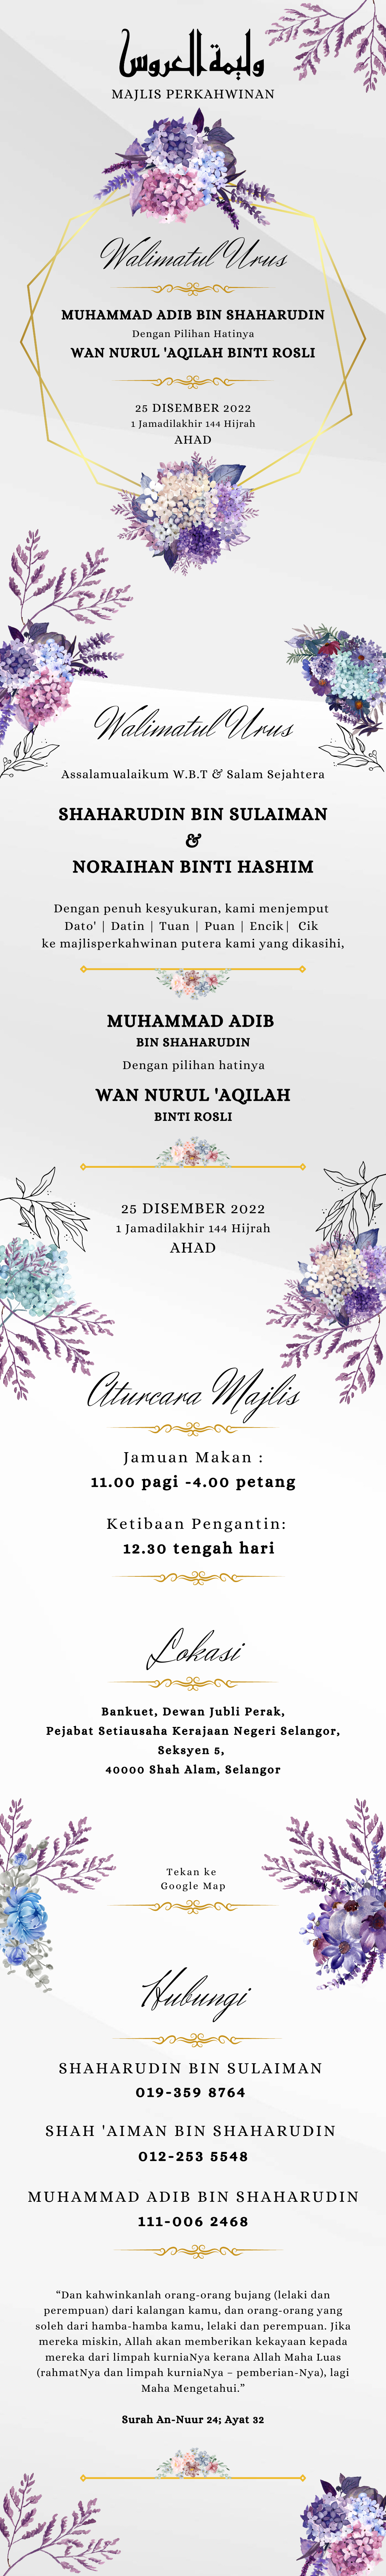 وليمة العروس
MAJLIS PERKAHWINAN
Walimatul Urus
MUHAMMAD ADIB BIN SHAHARUDIN
Dengan Pilihan Hatinya
WAN NURUL 'AQILAH BINTI ROSLI
25 DISEMBER 2022
1 Jamadilakhir 144 Hijrah
AHAD
Walimatul Urus
Assalamualaikum W.B.T & Salam Sejahtera
SHAHARUDIN BIN SULAIMAN
&
NORAIHAN BINTI HASHIM
Dengan penuh kesyukuran, kami menjemput
Dato' | Datin | Tuan | Puan | Encik| Cik
ke majlisperkahwinan putera kami yang dikasihi,
MUHAMMAD ADIB
BIN SHAHARUDIN
Dengan pilihan hatinya
WAN NURUL 'AQILAH
BINTI ROSLI
25 DISEMBER 2022
1 Jamadilakhir 144 Hijrah
AHAD
Aturcara Majlis
Jamuan Makan :
11.00 pagi -4.00 petang
Ketibaan Pengantin:
12.30 tengah hari
Lokasi
Bankuet, Dewan Jubli Perak,
Pejabat Setiausaha Kerajaan Negeri Selangor,
Seksyen 5,
40000 Shah Alam, Selangor
Tekan ke
Google Map
Hubungi
SHAHARUDIN BIN SULAIMAN
019-359 8764
SHAH 'AIMAN BIN SHAHARUDIN
012-253 5548
MUHAMMAD ADIB BIN SHAHARUDIN
111-006 2468
“Dan kahwinkanlah orang-orang bujang (lelaki dan
perempuan) dari kalangan kamu, dan orang-orang yang
soleh dari hamba-hamba kamu, lelaki dan perempuan. Jika
mereka miskin, Allah akan memberikan kekayaan kepada
mereka dari limpah kurniaNya kerana Allah Maha Luas
(rahmatNya dan limpah kurniaNya – pemberian-Nya), lagi
Maha Mengetahui.”
Surah An-Nuur 24; Ayat 32